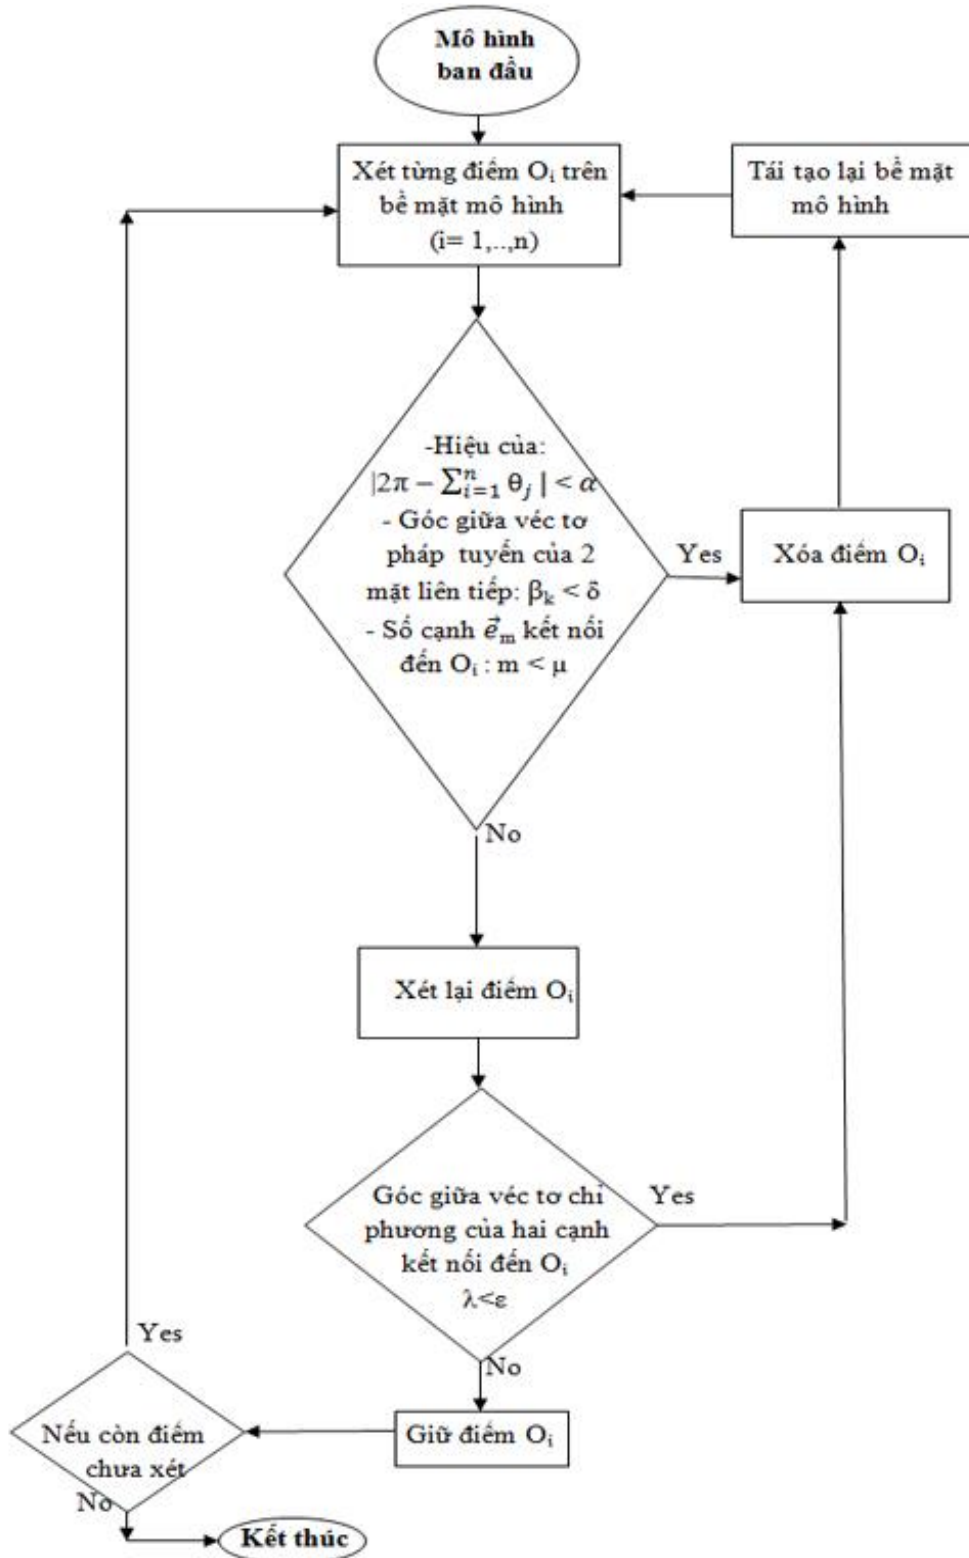 Mô hình
ban đầu
Xét từng điểm Oᵢ trên
bề mặt mô hình
(i= 1,..,n)
Tái tạo lại bề mặt
mô hình
-Hiệu của:
|2π − ∑ⁿᵢ₌₁ θⱼ | < α
- Góc giữa véc tơ
pháp tuyến của 2
mặt liên tiếp: βₖ < δ
- Số cạnh e⃗ₘ kết nối
đến Oᵢ : m < μ
Yes
Xóa điểm Oᵢ
No
Xét lại điểm Oᵢ
Góc giữa véc tơ chỉ
phương của hai cạnh
kết nối đến Oᵢ
λ<ε
Yes
No
Giữ điểm Oᵢ
Yes
Nếu còn điểm
chưa xét
No
Kết thúc